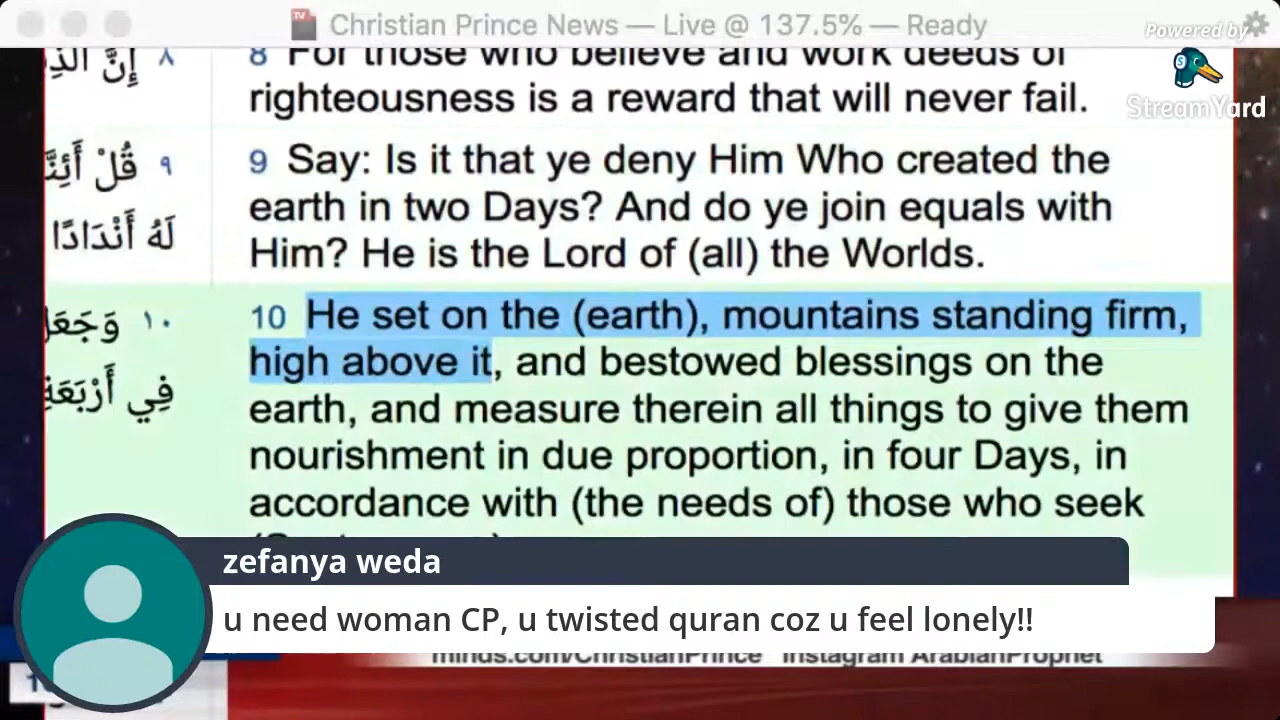 Christian Prince News — Live @ 137.5% — Ready
Powered by
StreamYard
٨ إِنَّ
8 For those who believe and work deeds of
righteousness is a reward that will never fail.
٩ قُلْ
لَهُ أَنْدَادًا
9 Say: Is it that ye deny Him Who created the
earth in two Days? And do ye join equals with
Him? He is the Lord of (all) the Worlds.
١٠
فِي
10 He set on the (earth), mountains standing firm,
high above it, and bestowed blessings on the
earth, and measure therein all things to give them
nourishment in due proportion, in four Days, in
accordance with (the needs of) those who seek
zefanya weda
u need woman CP, u twisted quran coz u feel lonely!!
minds.com/ChristianPrince Instagram ArabianProphet